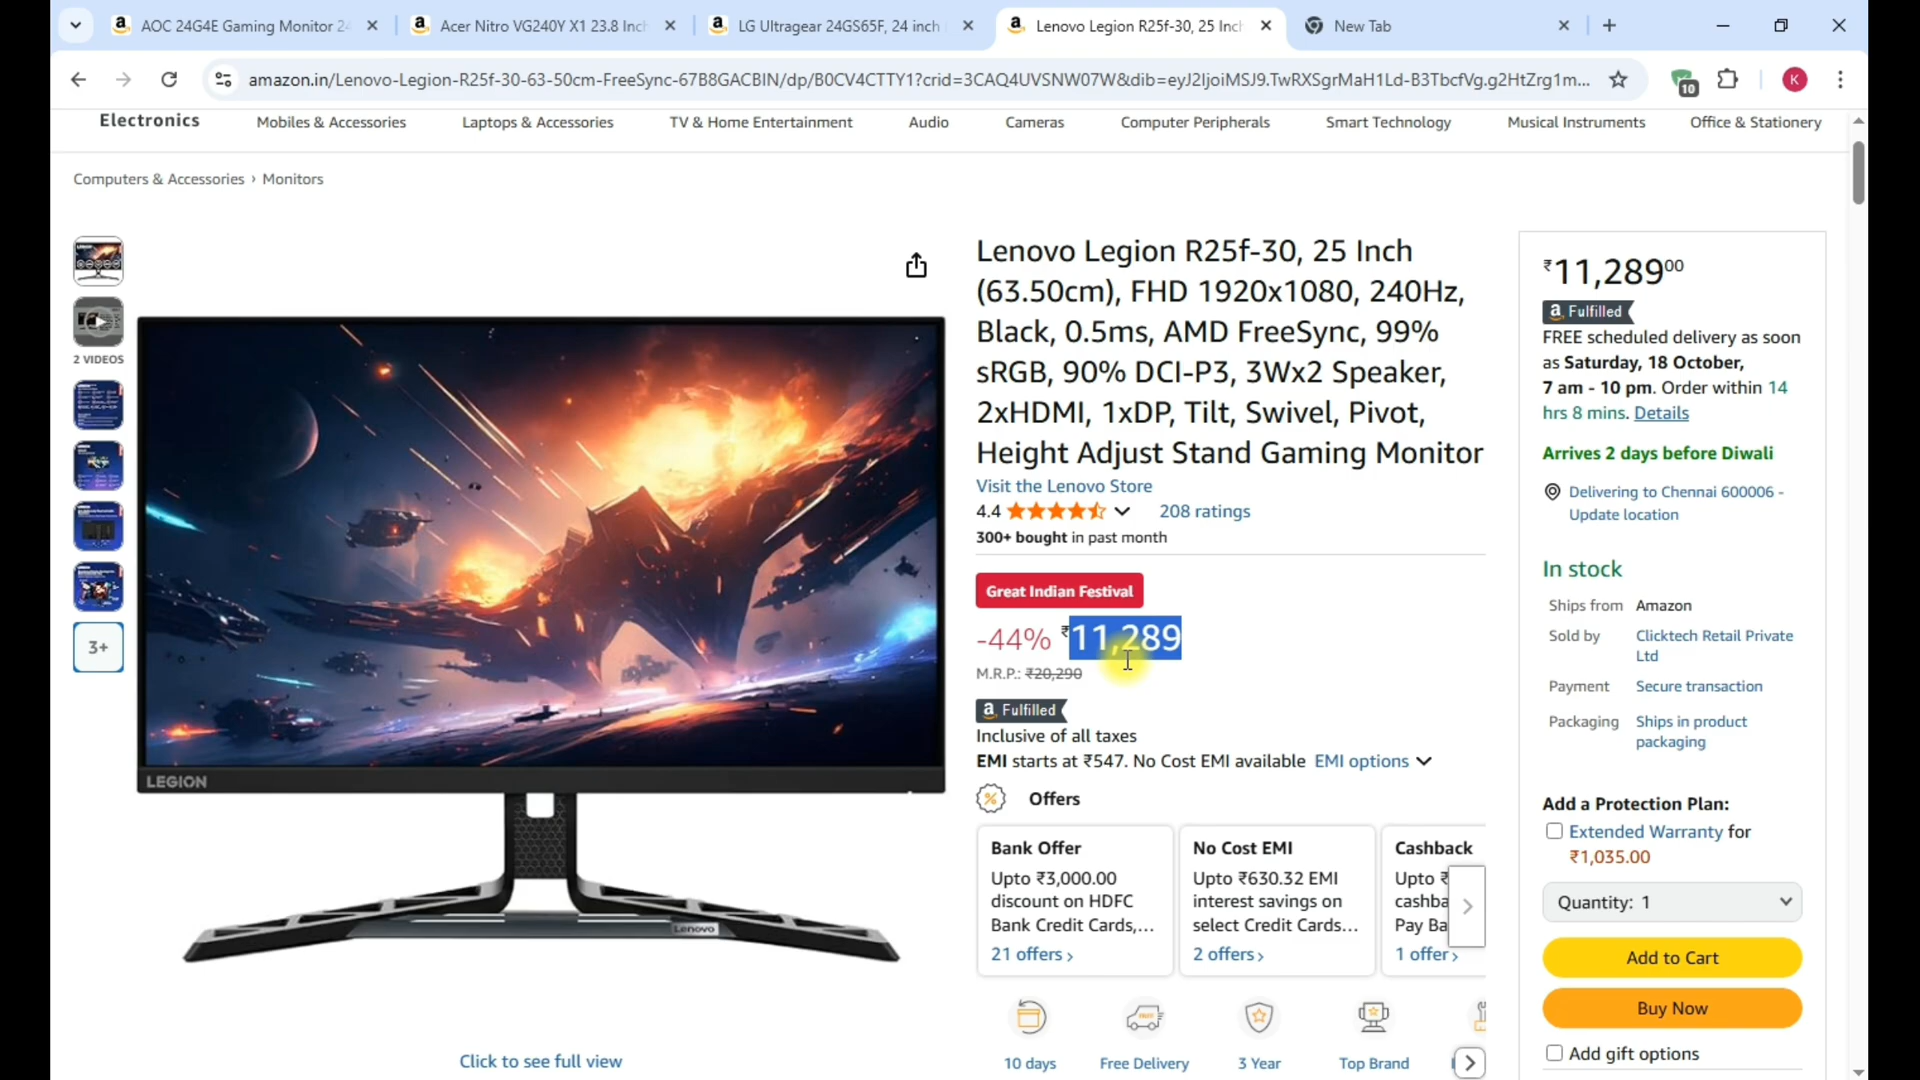 AOC 24G4E Gaming Monitor 24
Acer Nitro VG240Y X1 23.8 Inch
LG Ultragear 24GS65F, 24 inch
Lenovo Legion R25f-30, 25 Inch
New Tab
amazon.in/Lenovo-Legion-R25f-30-63-50cm-FreeSync-67B8GACBIN/dp/B0CV4CTTY1?crid=3CAQ4UVSNW07W&dib=eyJ2IjoiMSJ9.TwRXSgrMaH1Ld-B3TbcfVg.g2HtZrg1m...
10
K
Electronics
Mobiles & Accessories
Laptops & Accessories
TV & Home Entertainment
Audio
Cameras
Computer Peripherals
Smart Technology
Musical Instruments
Office & Stationery
Computers & Accessories › Monitors
2 VIDEOS
3+
LEGION
Lenovo
Click to see full view
Lenovo Legion R25f-30, 25 Inch
(63.50cm), FHD 1920x1080, 240Hz,
Black, 0.5ms, AMD FreeSync, 99%
sRGB, 90% DCI-P3, 3Wx2 Speaker,
2xHDMI, 1xDP, Tilt, Swivel, Pivot,
Height Adjust Stand Gaming Monitor
Visit the Lenovo Store
4.4
208 ratings
300+ bought in past month
Great Indian Festival
-44% ₹11,289
M.R.P.: ₹20,290
a Fulfilled
Inclusive of all taxes
EMI starts at ₹547. No Cost EMI available EMI options
Offers
Bank Offer
Upto ₹3,000.00
discount on HDFC
Bank Credit Cards,...
21 offers ›
No Cost EMI
Upto ₹630.32 EMI
interest savings on
select Credit Cards...
2 offers ›
Cashback
Upto ₹
cashba
Pay Ba
1 offer ›
10 days
Free Delivery
3 Year
Top Brand
₹11,289.00
a Fulfilled
FREE scheduled delivery as soon
as Saturday, 18 October,
7 am - 10 pm. Order within 14
hrs 8 mins. Details
Arrives 2 days before Diwali
Delivering to Chennai 600006 -
Update location
In stock
Ships from Amazon
Sold by Clicktech Retail Private
Ltd
Payment Secure transaction
Packaging Ships in product
packaging
Add a Protection Plan:
Extended Warranty for
₹1,035.00
Quantity: 1
Add to Cart
Buy Now
Add gift options